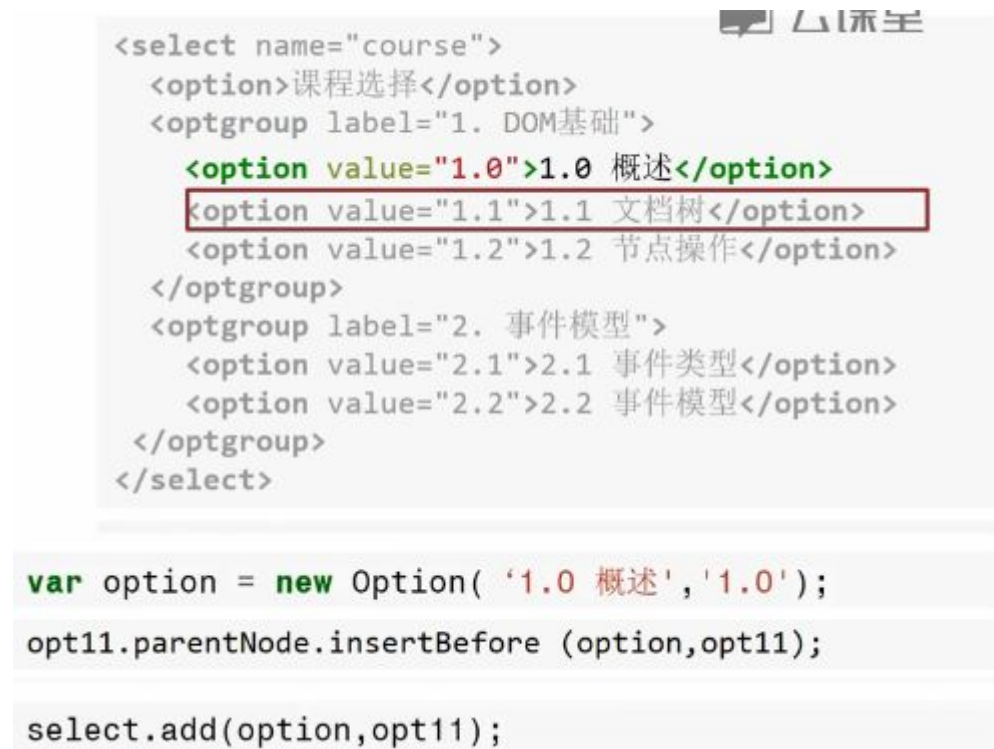 云课堂
<select name="course">
<option>课程选择</option>
<optgroup label="1. DOM基础">
<option value="1.0">1.0 概述</option>
<option value="1.1">1.1 文档树</option>
<option value="1.2">1.2 节点操作</option>
</optgroup>
<optgroup label="2. 事件模型">
<option value="2.1">2.1 事件类型</option>
<option value="2.2">2.2 事件模型</option>
</optgroup>
</select>
var option = new Option( ‘1.0 概述','1.0');
opt11.parentNode.insertBefore (option,opt11);
select.add(option,opt11);